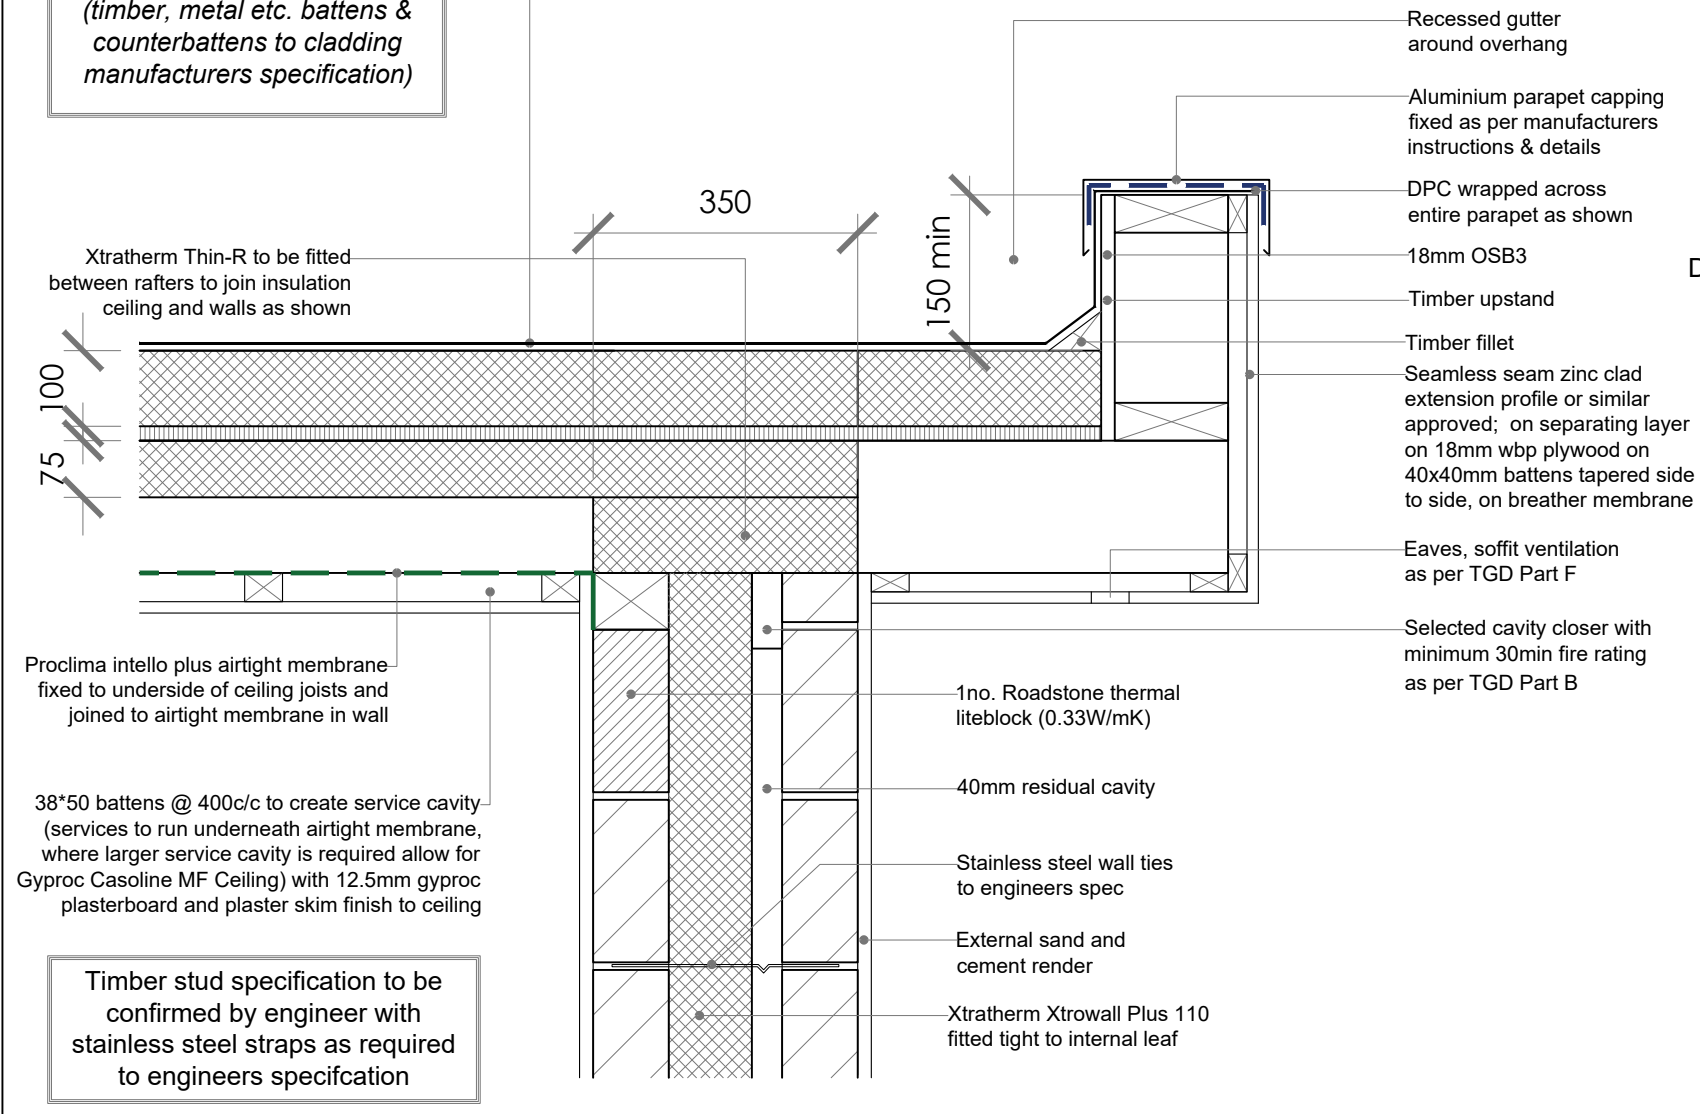 (timber, metal etc. battens &
counterbattens to cladding
manufacturers specification)
Recessed gutter
around overhang
Aluminium parapet capping
fixed as per manufacturers
instructions & details
DPC wrapped across
entire parapet as shown
18mm OSB3
Timber upstand
Timber fillet
Seamless seam zinc clad
extension profile or similar
approved; on separating layer
on 18mm wbp plywood on
40x40mm battens tapered side
to side, on breather membrane
Eaves, soffit ventilation
as per TGD Part F
Selected cavity closer with
minimum 30min fire rating
as per TGD Part B
D
350
150 min
Xtratherm Thin-R to be fitted
between rafters to join insulation
ceiling and walls as shown
100
75
Proclima intello plus airtight membrane
fixed to underside of ceiling joists and
joined to airtight membrane in wall
38*50 battens @ 400c/c to create service cavity
(services to run underneath airtight membrane,
where larger service cavity is required allow for
Gyproc Casoline MF Ceiling) with 12.5mm gyproc
plasterboard and plaster skim finish to ceiling
Timber stud specification to be
confirmed by engineer with
stainless steel straps as required
to engineers specifcation
1no. Roadstone thermal
liteblock (0.33W/mK)
40mm residual cavity
Stainless steel wall ties
to engineers spec
External sand and
cement render
Xtratherm Xtrowall Plus 110
fitted tight to internal leaf